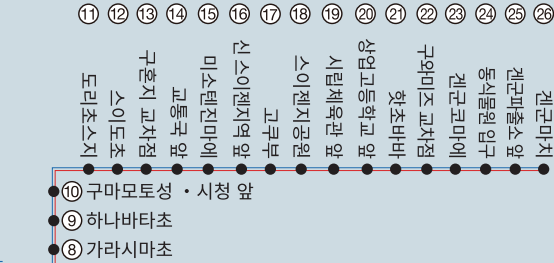 ⑪ 도리초스지
⑫ 스이도초
⑬ 구혼지 교차점
⑭ 교통국 앞
⑮ 미소텐진마에
⑯ 신 스이젠지역 앞
⑰ 고쿠부
⑱ 스이젠지공원
⑲ 시립체육관 앞
⑳ 상업고등학교 앞
㉑ 핫초바바
㉒ 구와미즈 교차점
㉓ 겐군코마에
㉔ 동식물원 입구
㉕ 겐군파출소 앞
㉖ 겐군마치
⑩ 구마모토성 ・시청 앞
⑨ 하나바타초
⑧ 가라시마초